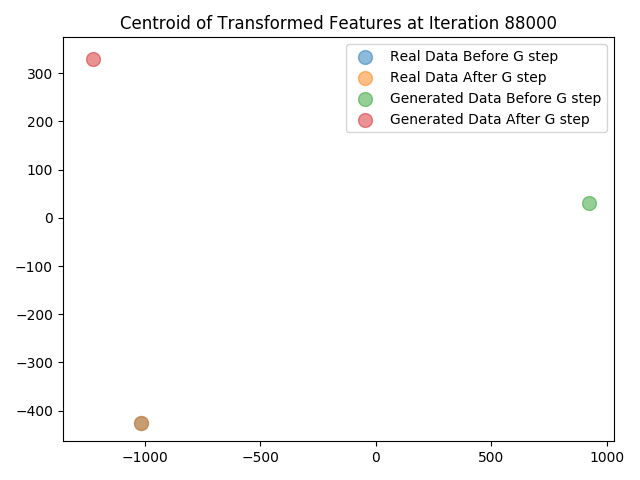 Centroid of Transformed Features at Iteration 88000
Real Data Before G step
Real Data After G step
Generated Data Before G step
Generated Data After G step
300
200
100
0
−100
−200
−300
−400
−1000
−500
0
500
1000